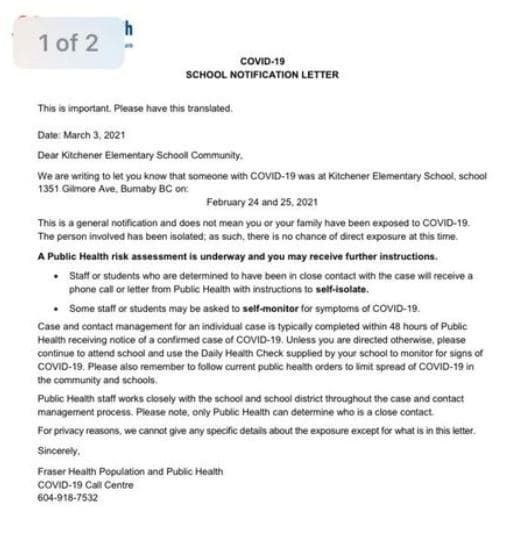 h
1 of 2
COVID-19
SCHOOL NOTIFICATION LETTER
This is important. Please have this translated.
Date: March 3, 2021
Dear Kitchener Elementary Schooll Community,
We are writing to let you know that someone with COVID-19 was at Kitchener Elementary School, school
1351 Gilmore Ave, Burnaby BC on:
February 24 and 25, 2021
This is a general notification and does not mean you or your family have been exposed to COVID-19.
The person involved has been isolated; as such, there is no chance of direct exposure at this time.
A Public Health risk assessment is underway and you may receive further instructions.
• Staff or students who are determined to have been in close contact with the case will receive a
phone call or letter from Public Health with instructions to self-isolate.
• Some staff or students may be asked to self-monitor for symptoms of COVID-19.
Case and contact management for an individual case is typically completed within 48 hours of Public
Health receiving notice of a confirmed case of COVID-19. Unless you are directed otherwise, please
continue to attend school and use the Daily Health Check supplied by your school to monitor for signs of
COVID-19. Please also remember to follow current public health orders to limit spread of COVID-19 in
the community and schools.
Public Health staff works closely with the school and school district throughout the case and contact
management process. Please note, only Public Health can determine who is a close contact.
For privacy reasons, we cannot give any specific details about the exposure except for what is in this letter.
Sincerely,
Fraser Health Population and Public Health
COVID-19 Call Centre
604-918-7532